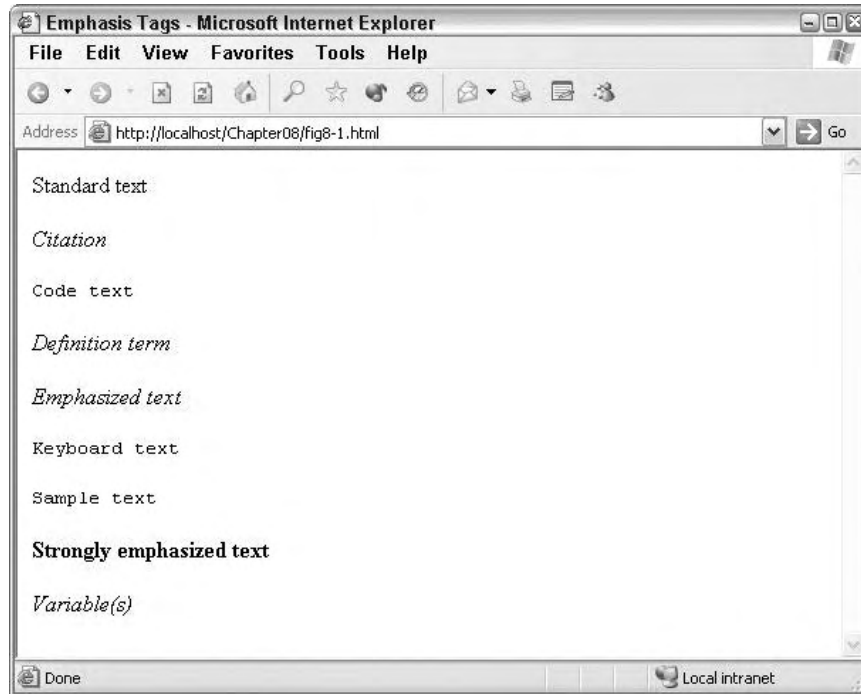 Emphasis Tags - Microsoft Internet Explorer
File Edit View Favorites Tools Help
Address http://localhost/Chapter08/fig8-1.html Go
Standard text
Citation
Code text
Definition term
Emphasized text
Keyboard text
Sample text
Strongly emphasized text
Variable(s)
Done Local intranet